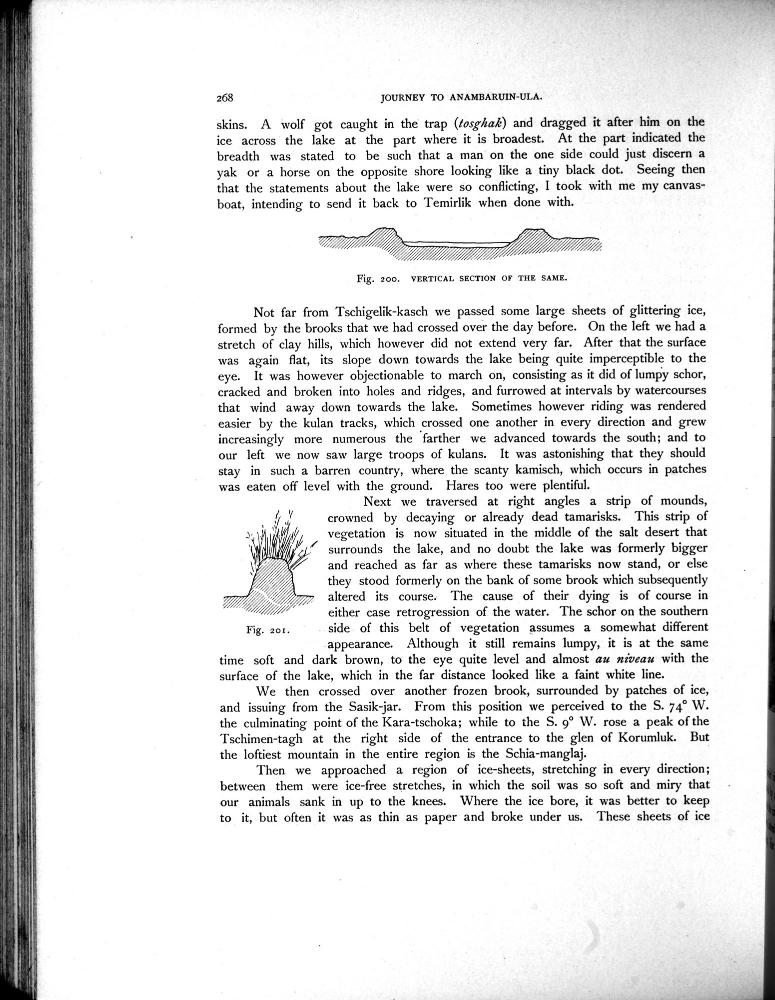 268
JOURNEY TO ANAMBARUIN-ULA.
skins. A wolf got caught in the trap (tosghak) and dragged it after him on the
ice across the lake at the part where it is broadest. At the part indicated the
breadth was stated to be such that a man on the one side could just discern a
yak or a horse on the opposite shore looking like a tiny black dot. Seeing then
that the statements about the lake were so conflicting, I took with me my canvas-
boat, intending to send it back to Temirlik when done with.
Fig. 200. VERTICAL SECTION OF THE SAME.
Not far from Tschigelik-kasch we passed some large sheets of glittering ice,
formed by the brooks that we had crossed over the day before. On the left we had a
stretch of clay hills, which however did not extend very far. After that the surface
was again flat, its slope down towards the lake being quite imperceptible to the
eye. It was however objectionable to march on, consisting as it did of lumpy schor,
cracked and broken into holes and ridges, and furrowed at intervals by watercourses
that wind away down towards the lake. Sometimes however riding was rendered
easier by the kulan tracks, which crossed one another in every direction and grew
increasingly more numerous the farther we advanced towards the south; and to
our left we now saw large troops of kulans. It was astonishing that they should
stay in such a barren country, where the scanty kamisch, which occurs in patches
was eaten off level with the ground. Hares too were plentiful.
Next we traversed at right angles a strip of mounds,
crowned by decaying or already dead tamarisks. This strip of
vegetation is now situated in the middle of the salt desert that
surrounds the lake, and no doubt the lake was formerly bigger
and reached as far as where these tamarisks now stand, or else
they stood formerly on the bank of some brook which subsequently
altered its course. The cause of their dying is of course in
either case retrogression of the water. The schor on the southern
Fig. 201.
side of this belt of vegetation assumes a somewhat different
appearance. Although it still remains lumpy, it is at the same
time soft and dark brown, to the eye quite level and almost au niveau with the
surface of the lake, which in the far distance looked like a faint white line.
We then crossed over another frozen brook, surrounded by patches of ice,
and issuing from the Sasik-jar. From this position we perceived to the S. 74° W.
the culminating point of the Kara-tschoka; while to the S. 9° W. rose a peak of the
Tschimen-tagh at the right side of the entrance to the glen of Korumluk. But
the loftiest mountain in the entire region is the Schia-manglaj.
Then we approached a region of ice-sheets, stretching in every direction;
between them were ice-free stretches, in which the soil was so soft and miry that
our animals sank in up to the knees. Where the ice bore, it was better to keep
to it, but often it was as thin as paper and broke under us. These sheets of ice